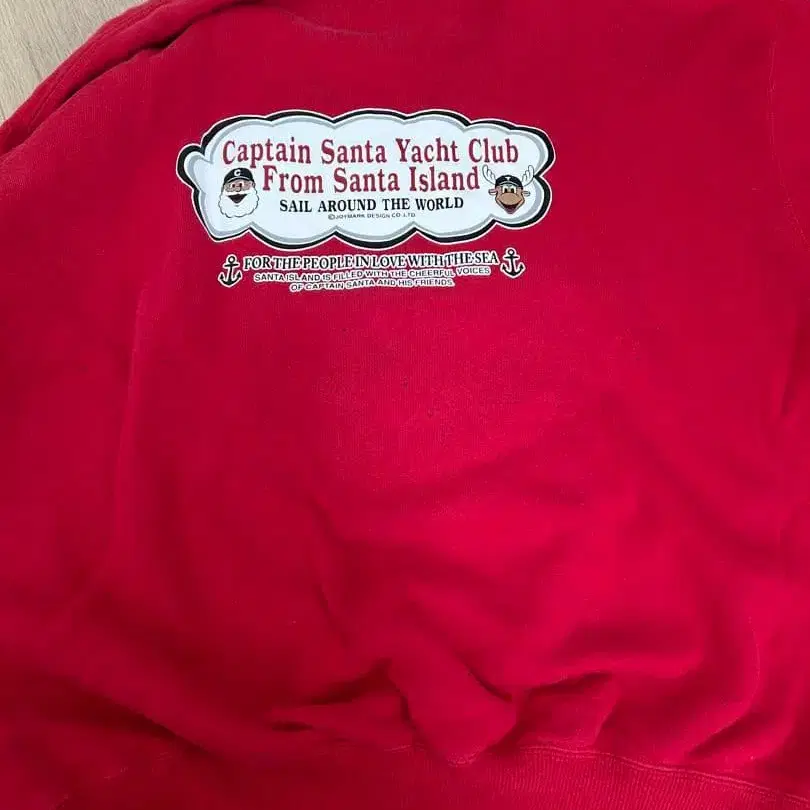 Captain Santa Yacht Club
From Santa Island
SAIL AROUND THE WORLD
©JOYMARK DESIGN CO.,LTD.
FOR THE PEOPLE IN LOVE WITH THE SEA
SANTA ISLAND IS FILLED WITH THE CHEERFUL VOICES
OF CAPTAIN SANTA AND HIS FRIENDS.
C